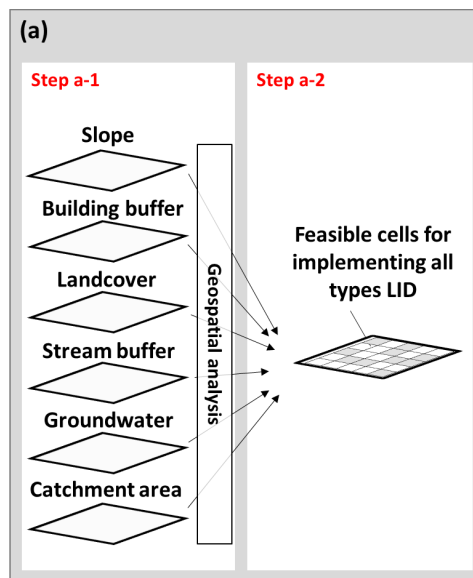 (a)
Step a-1
Slope
Building buffer
Landcover
Stream buffer
Groundwater
Catchment area
Geospatial analysis
Step a-2
Feasible cells for
implementing all
types LID